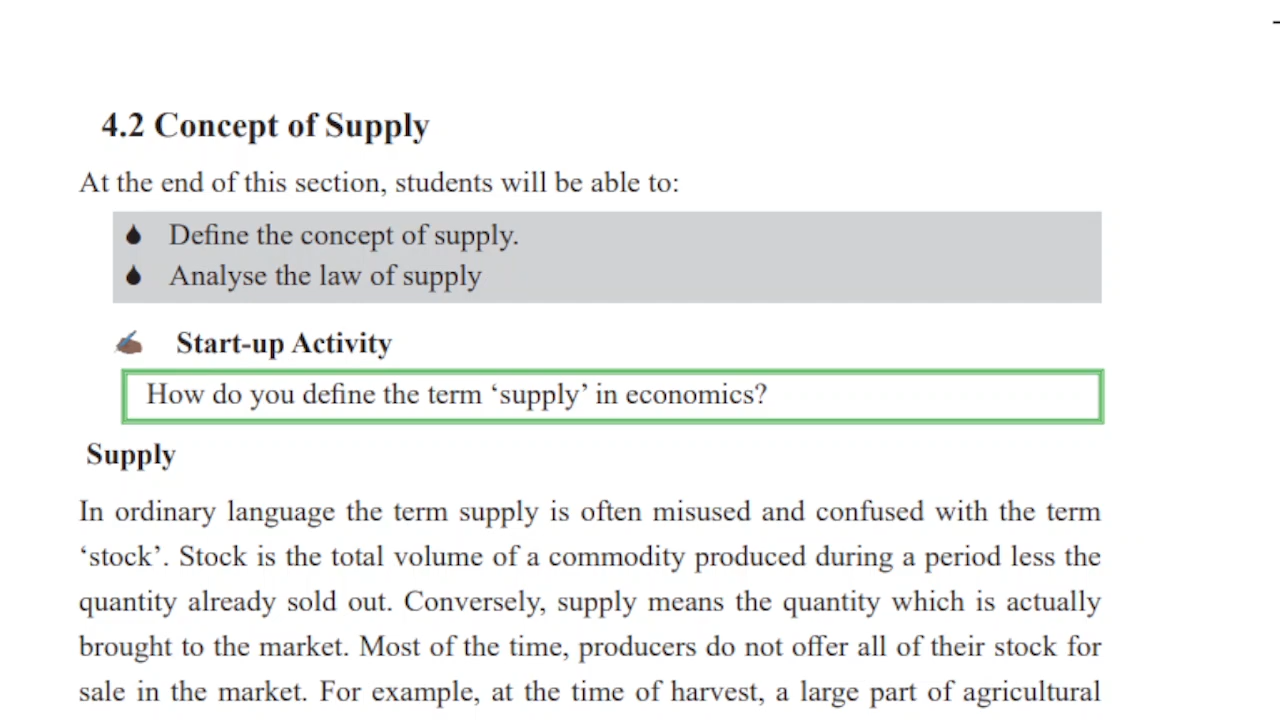 4.2 Concept of Supply
At the end of this section, students will be able to:
Define the concept of supply.
Analyse the law of supply
Start-up Activity
How do you define the term ‘supply’ in economics?
Supply
In ordinary language the term supply is often misused and confused with the term
‘stock’. Stock is the total volume of a commodity produced during a period less the
quantity already sold out. Conversely, supply means the quantity which is actually
brought to the market. Most of the time, producers do not offer all of their stock for
sale in the market. For example, at the time of harvest, a large part of agricultural